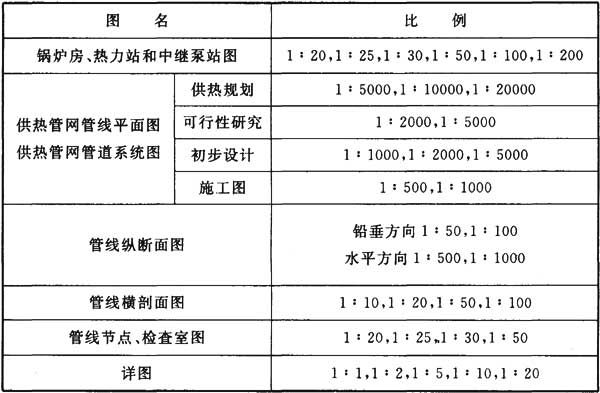 图 名 比 例
锅炉房、热力站和中继泵站图 1∶20,1∶25,1∶30,1∶50,1∶100,1∶200
供热管网管线平面图
供热管网管道系统图
供热规划 1∶5000,1∶10000,1∶20000
可行性研究 1∶2000,1∶5000
初步设计 1∶1000,1∶2000,1∶5000
施工图 1∶500,1∶1000
管线纵断面图
铅垂方向 1∶50,1∶100
水平方向 1∶500,1∶1000
管线横剖面图 1∶10,1∶20,1∶50,1∶100
管线节点、检查室图 1∶20,1∶25,1∶30,1∶50
详图 1∶1,1∶2,1∶5,1∶10,1∶20